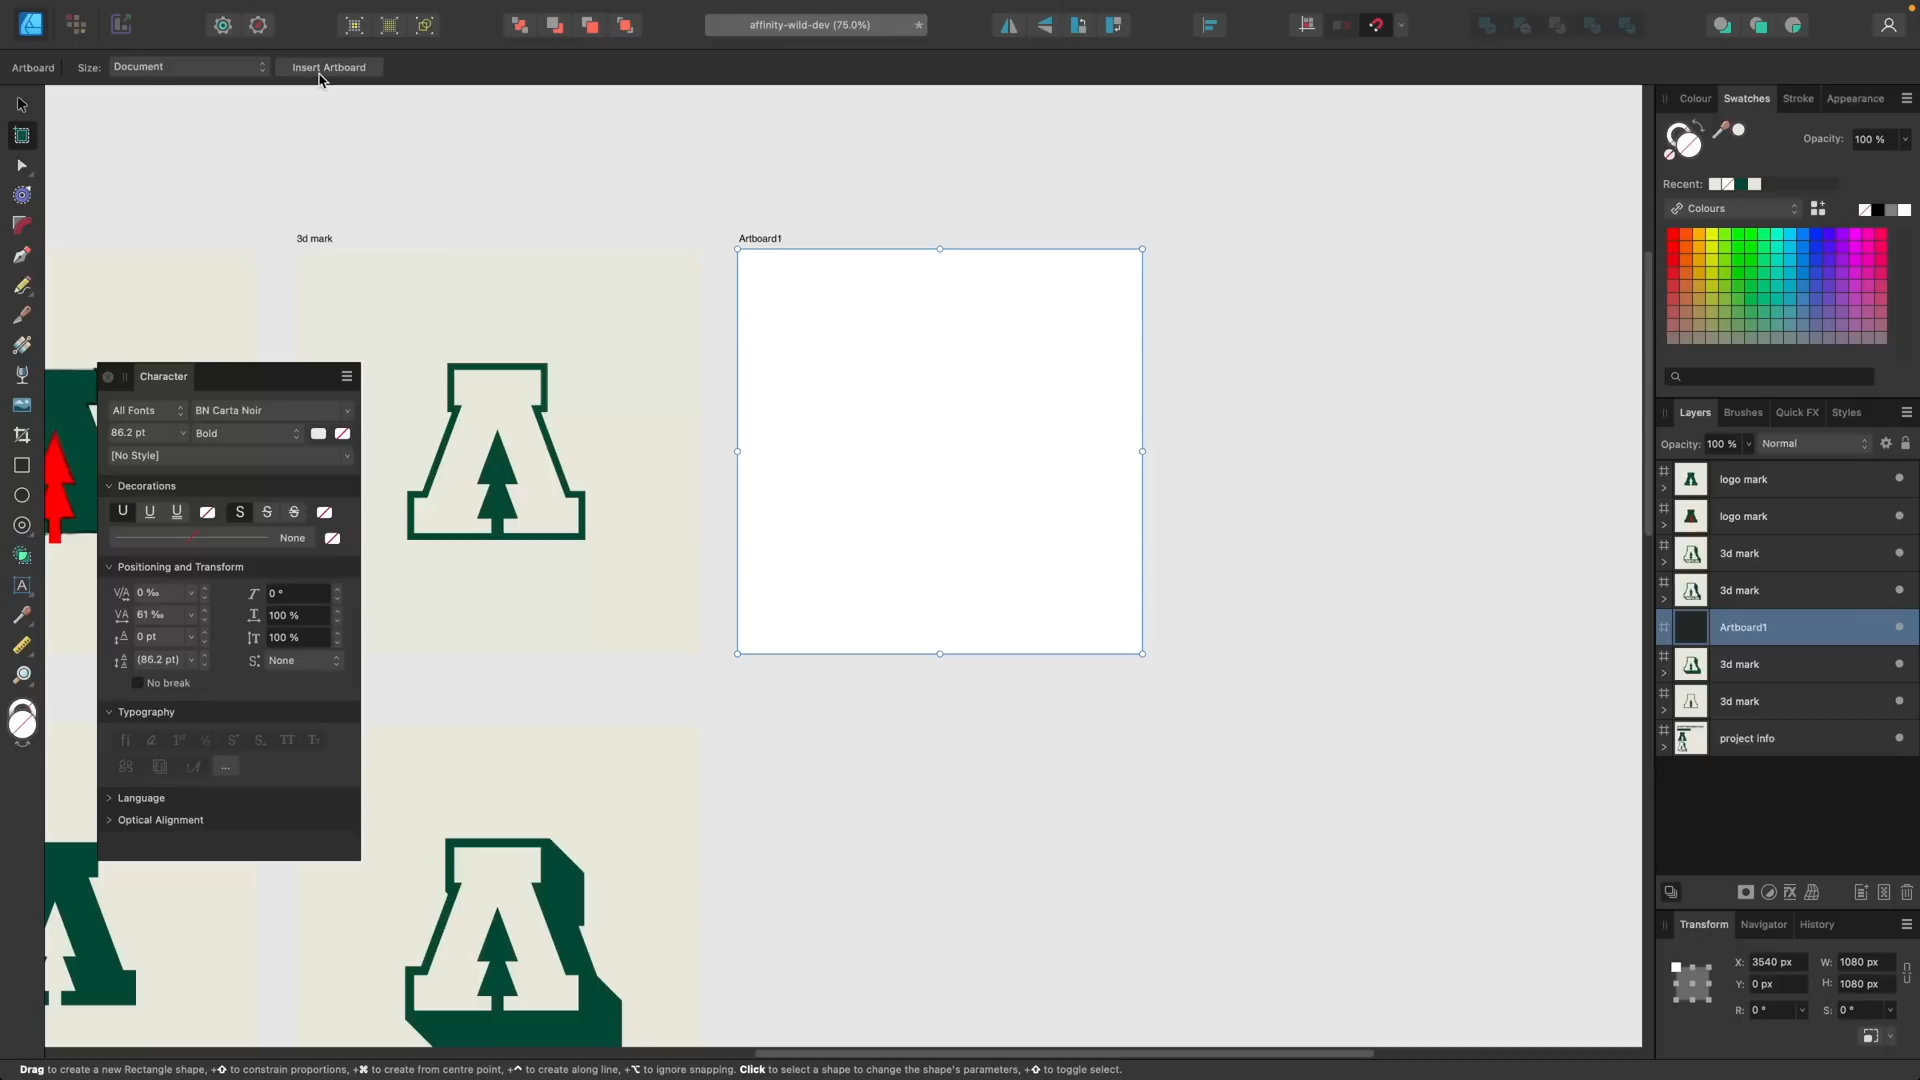 affinity-wild-dev (75.0%)
*
Artboard
Size:
Document
Insert Artboard
3d mark
Artboard1
Character
All Fonts
BN Carta Noir
86.2 pt
Bold
[No Style]
Decorations
U U U S S S
None
Positioning and Transform
0 ‰
0 °
61 ‰
100 %
0 pt
100 %
(86.2 pt)
None
No break
Typography
...
Language
Optical Alignment
Colour
Swatches
Stroke
Appearance
Opacity:
100 %
Recent:
Colours
Layers
Brushes
Quick FX
Styles
Opacity:
100 %
Normal
logo mark
logo mark
3d mark
3d mark
Artboard1
3d mark
3d mark
project info
Transform
Navigator
History
X: 3540 px
W: 1080 px
Y: 0 px
H: 1080 px
R: 0 °
S: 0 °
Drag to create a new Rectangle shape, +⇧ to constrain proportions, +⌘ to create from centre point, +⌃ to create along line, +⌥ to ignore snapping. Click to select a shape to change the shape's parameters, +⇧ to toggle select.